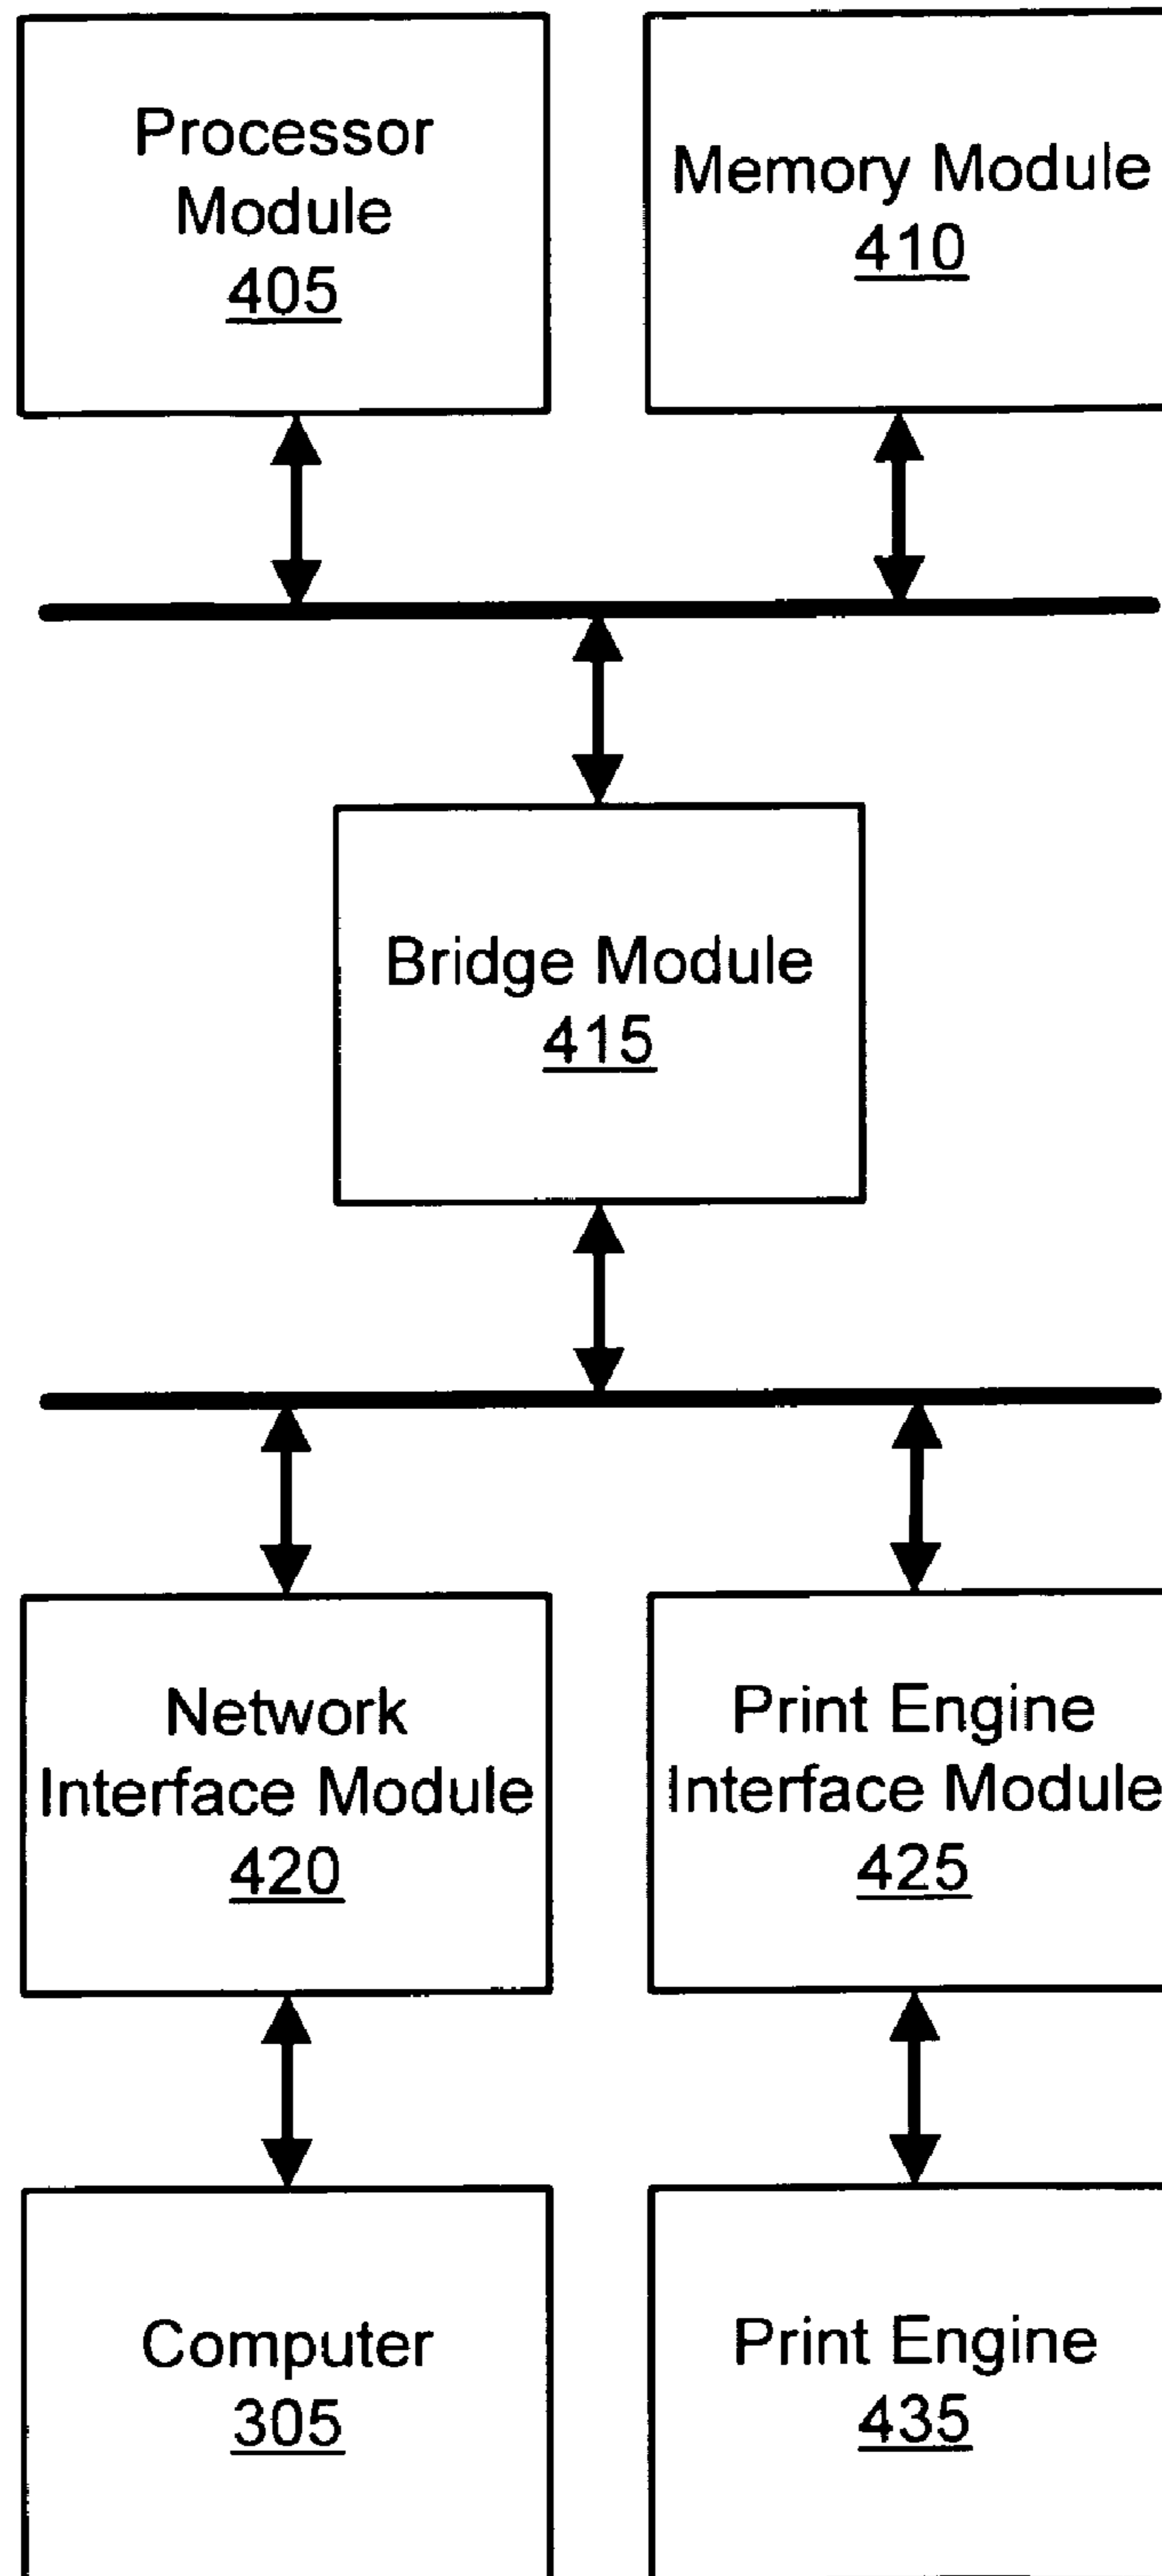 Processor
Module
405
Memory Module
410
Bridge Module
415
Network
Interface Module
420
Print Engine
Interface Module
425
Computer
305
Print Engine
435